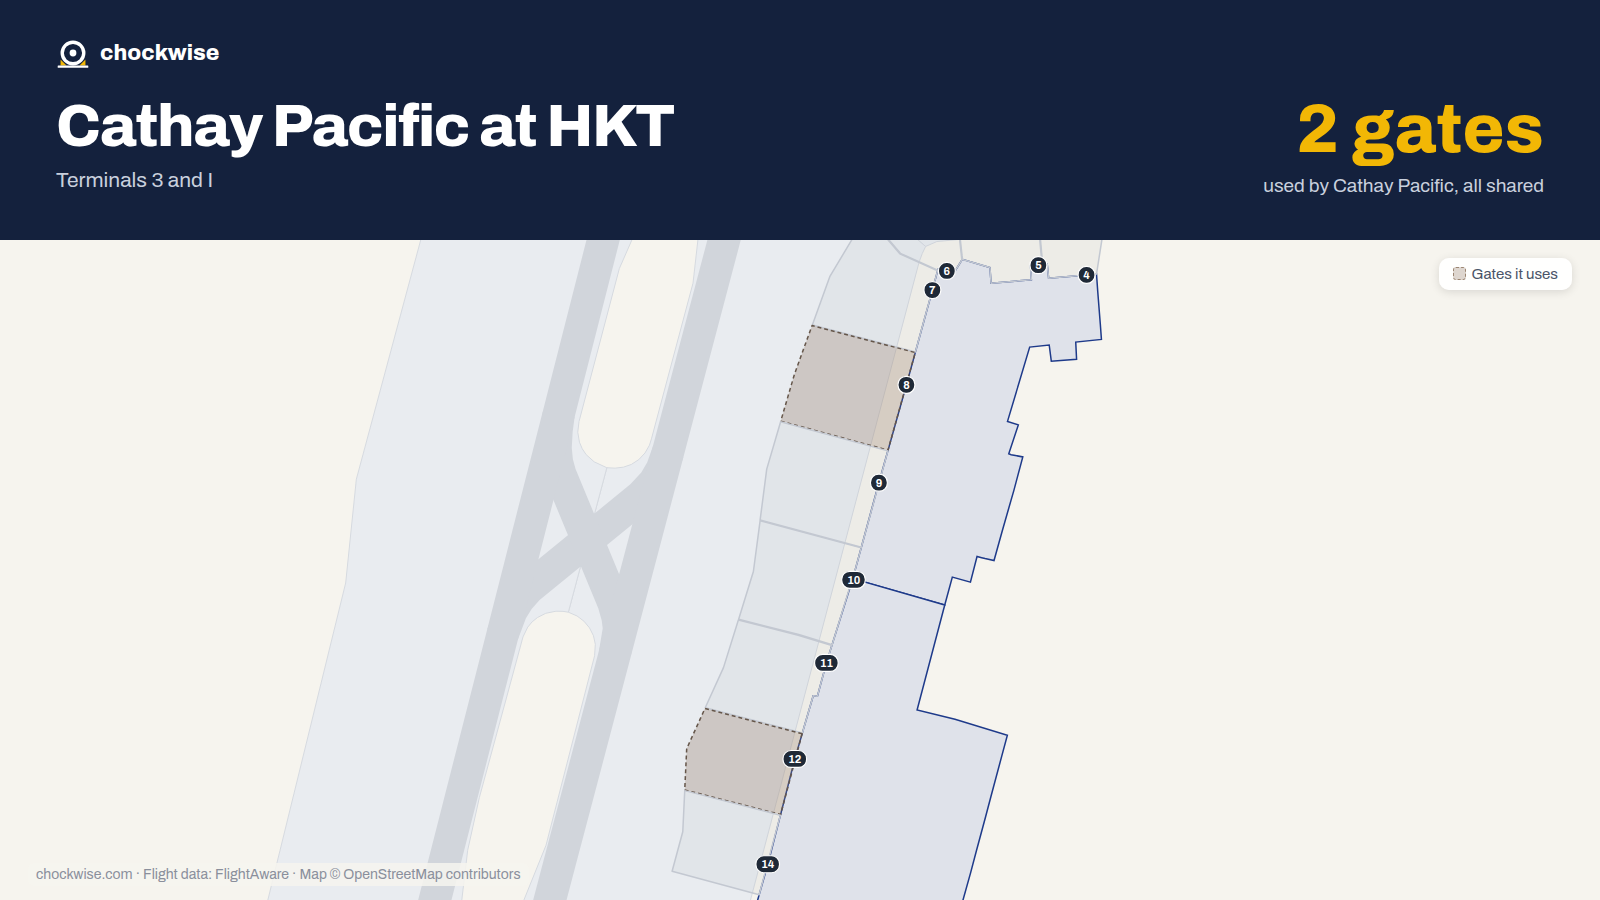 chockwise
Cathay Pacific at HKT
Terminals 3 and I
2 gates
used by Cathay Pacific, all shared
Gates it uses
6
5
4
7
8
9
10
11
12
14
chockwise.com · Flight data: FlightAware · Map © OpenStreetMap contributors